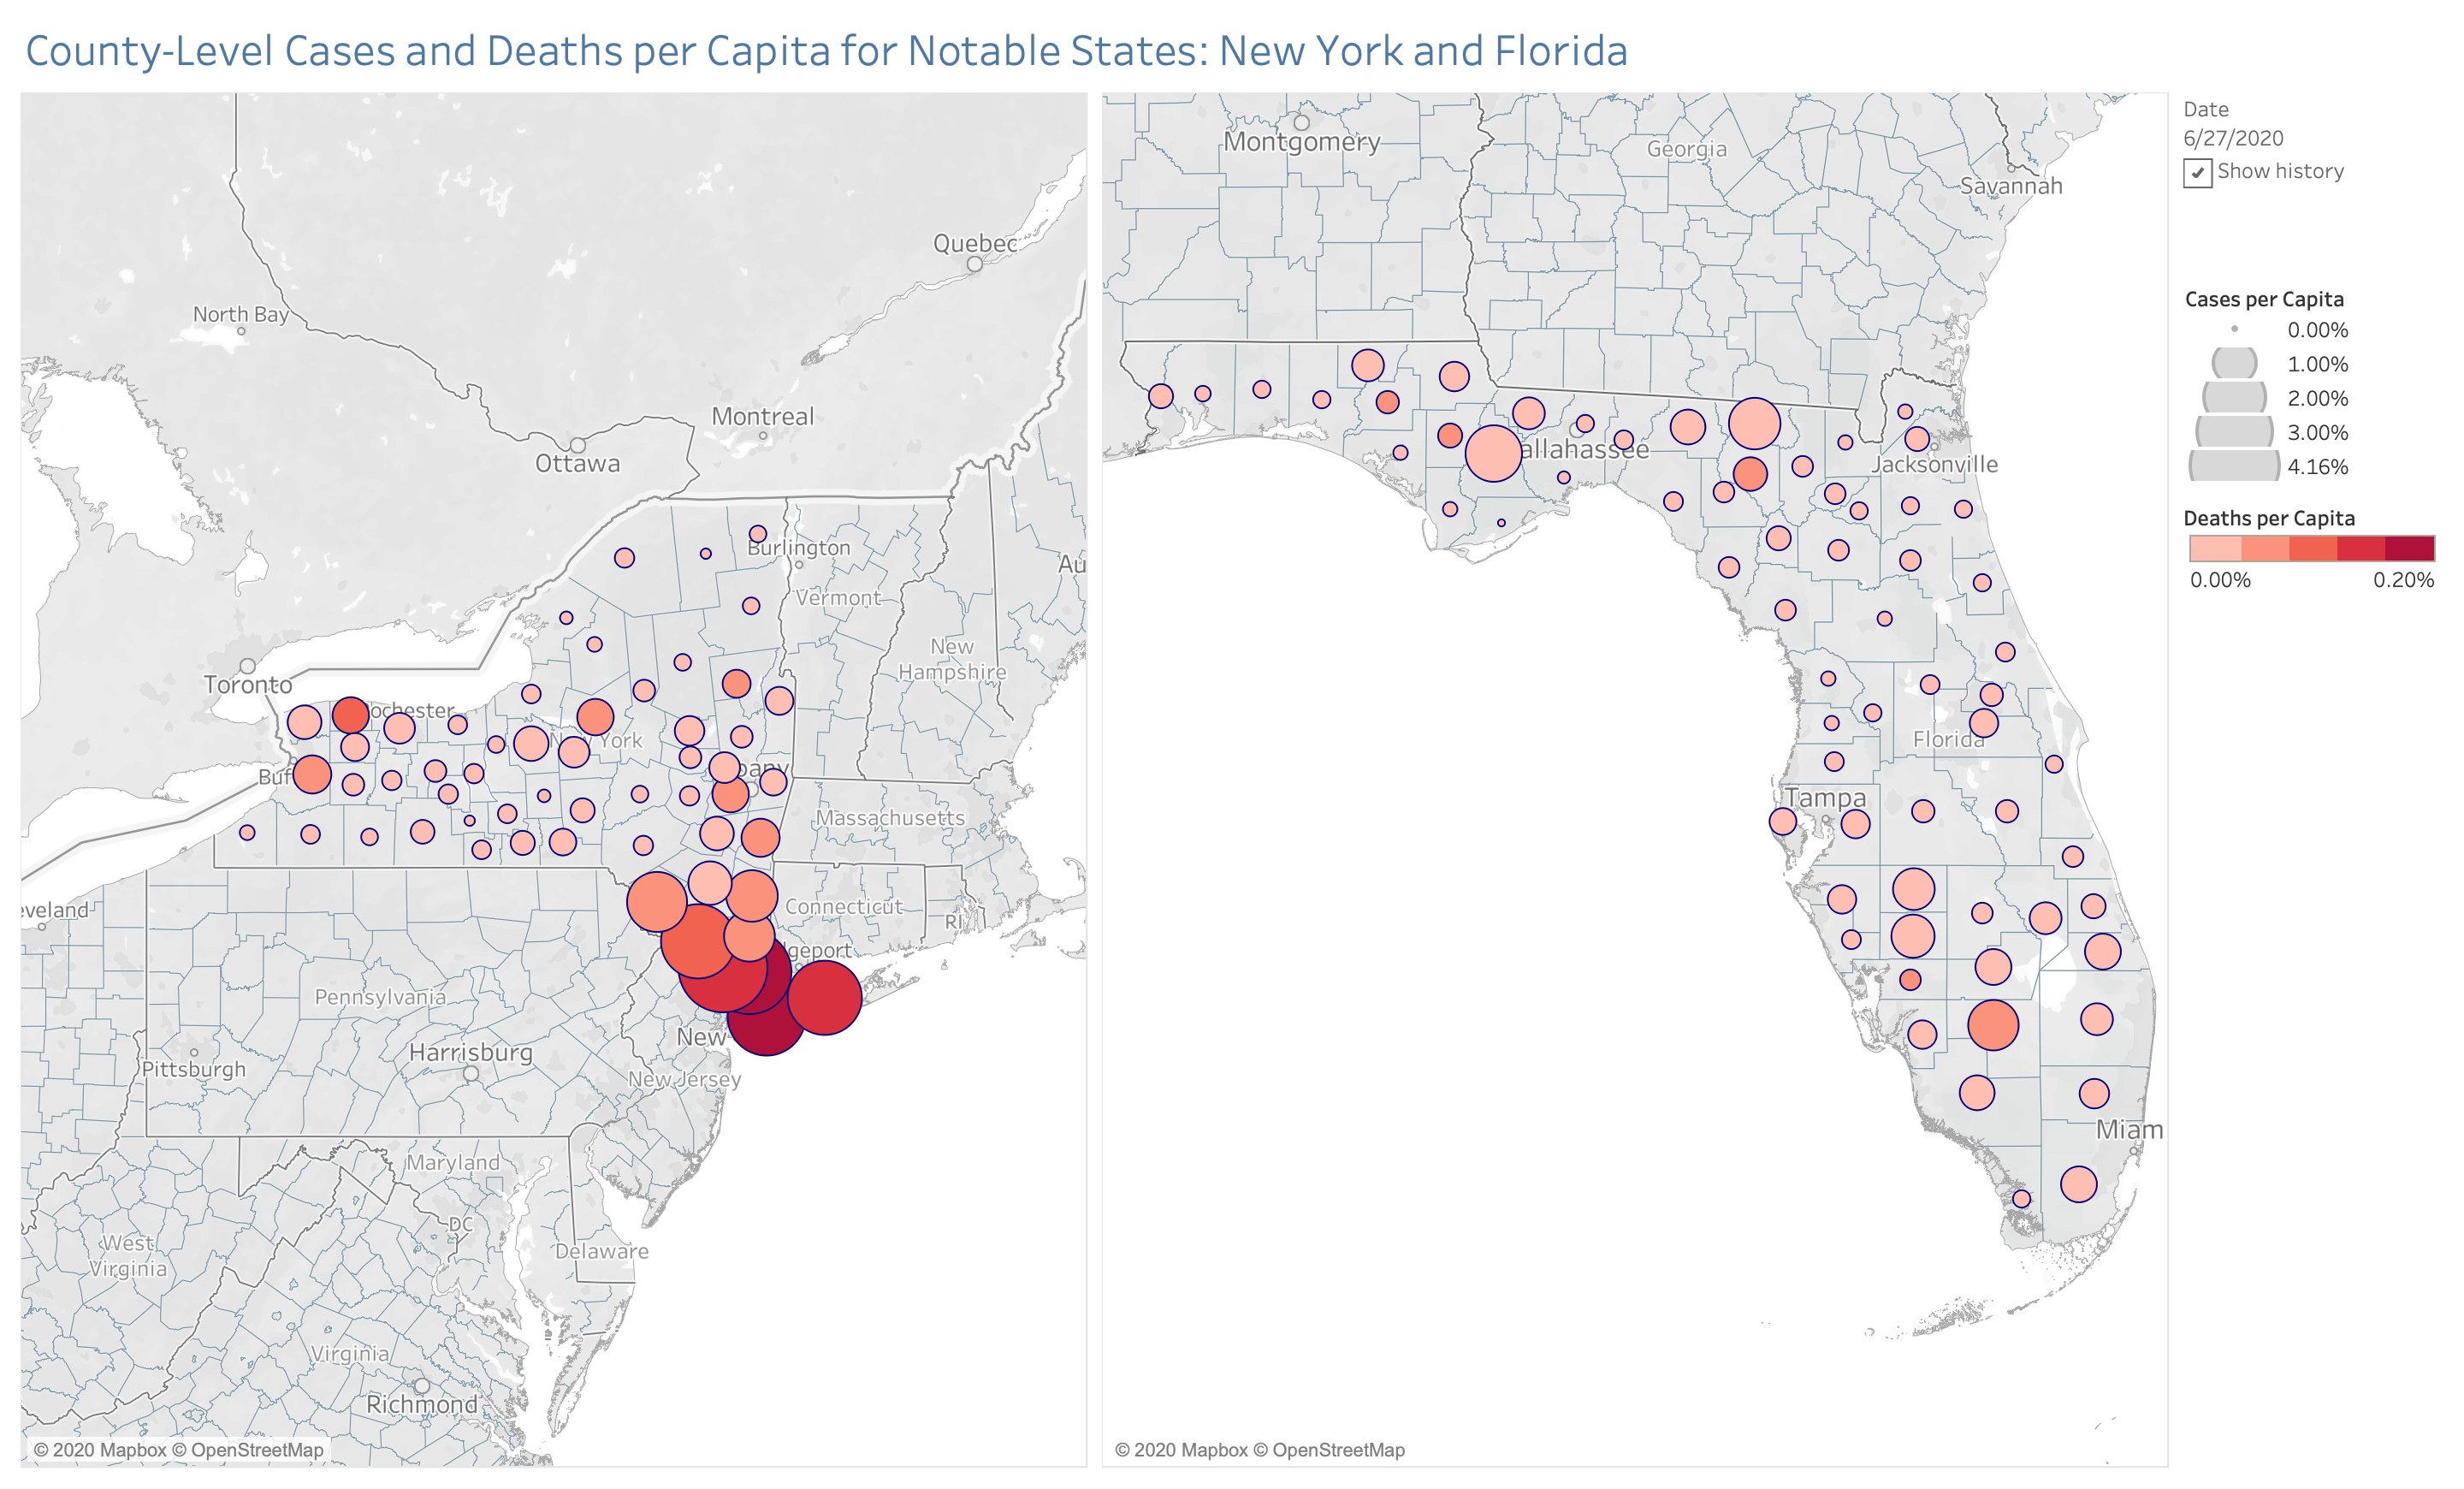 County-Level Cases and Deaths per Capita for Notable States: New York and Florida
Quebec
North Bay
Montreal
Ottawa
Burlington
Au
Vermont
New
Hampshire
Toronto
ochester
New York
Buf
bany
Massachusetts
Connecticut
RI
eveland
dgeport
Pennsylvania
New
Harrisburg
Pittsburgh
New Jersey
Maryland
DC
West
Virginia
Delaware
Virginia
Richmond
© 2020 Mapbox © OpenStreetMap
Montgomery
Georgia
Savannah
allahassee
Jacksonville
Florida
Tampa
Miam
© 2020 Mapbox © OpenStreetMap
Date
6/27/2020
Show history
Cases per Capita
0.00%
1.00%
2.00%
3.00%
4.16%
Deaths per Capita
0.00% 0.20%